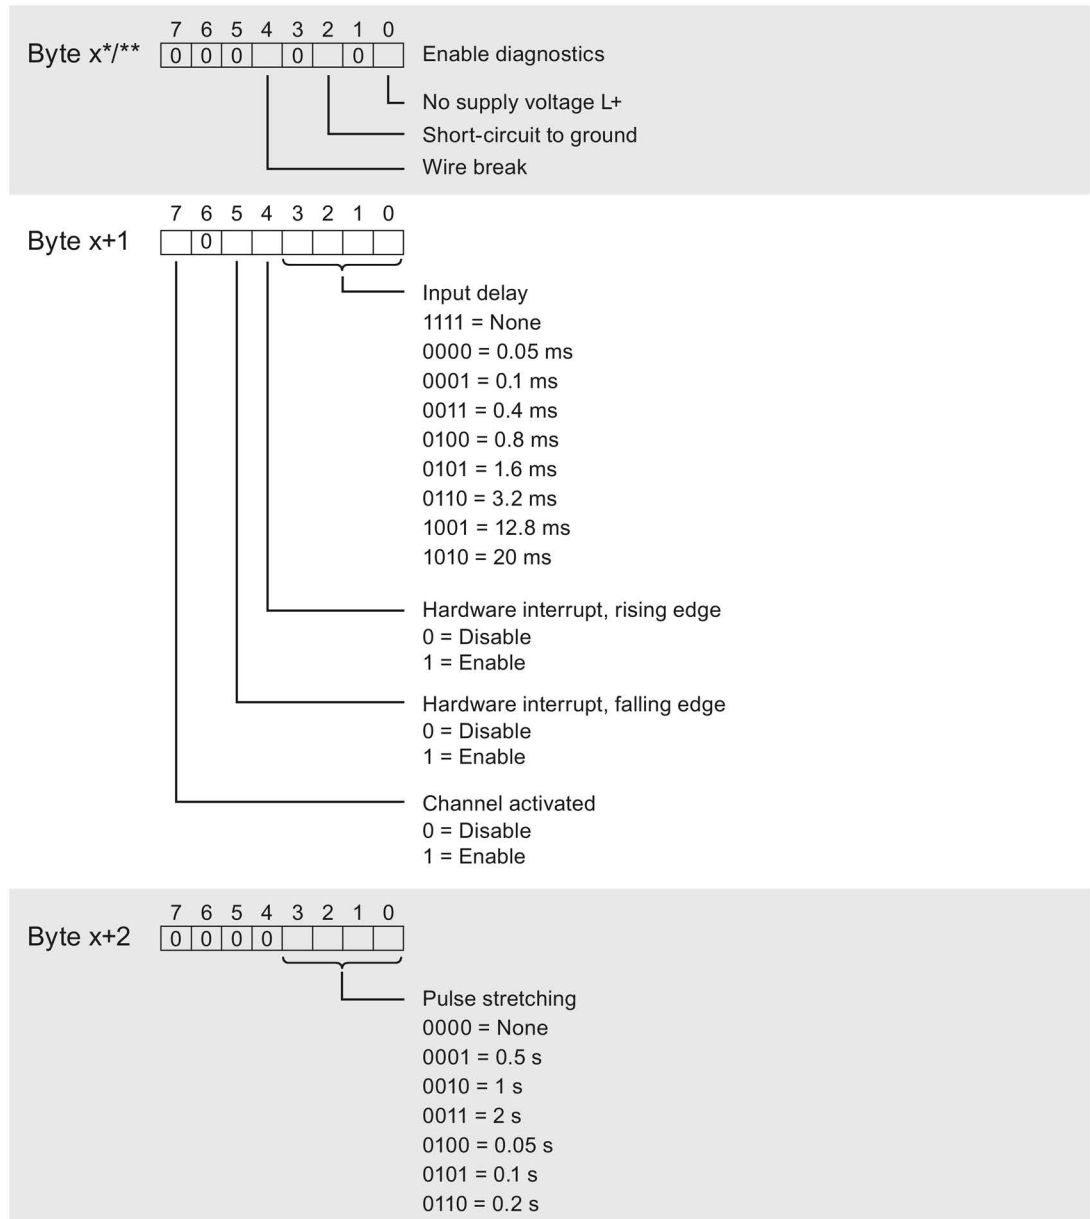 7 6 5 4 3 2 1 0
Byte x*/** 0 0 0 0 0 Enable diagnostics
No supply voltage L+
Short-circuit to ground
Wire break
7 6 5 4 3 2 1 0
Byte x+1 0
Input delay
1111 = None
0000 = 0.05 ms
0001 = 0.1 ms
0011 = 0.4 ms
0100 = 0.8 ms
0101 = 1.6 ms
0110 = 3.2 ms
1001 = 12.8 ms
1010 = 20 ms
Hardware interrupt, rising edge
0 = Disable
1 = Enable
Hardware interrupt, falling edge
0 = Disable
1 = Enable
Channel activated
0 = Disable
1 = Enable
7 6 5 4 3 2 1 0
Byte x+2 0 0 0 0
Pulse stretching
0000 = None
0001 = 0.5 s
0010 = 1 s
0011 = 2 s
0100 = 0.05 s
0101 = 0.1 s
0110 = 0.2 s